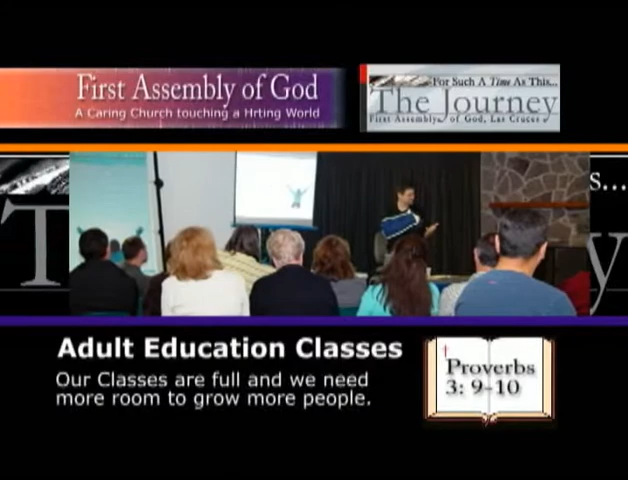 First Assembly of God
A Caring Church touching a Hrting World
For Such A Time As This...
The Journey
First Assembly of God, Las Cruces
T
s...
y
Adult Education Classes
Our Classes are full and we need
more room to grow more people.
Proverbs
3: 9-10